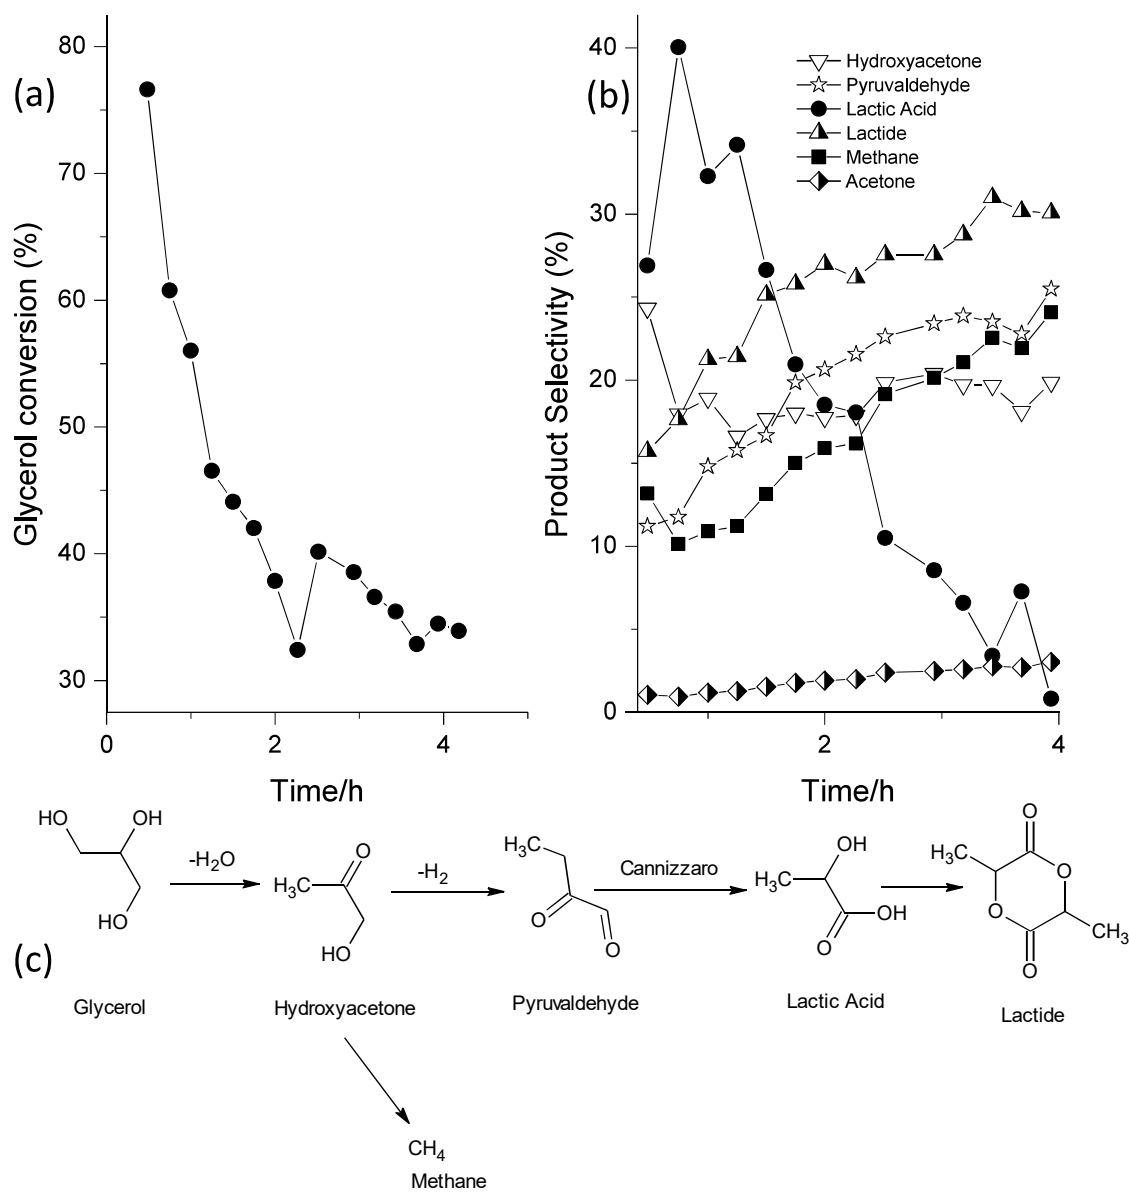 (a)
Glycerol conversion (%)
80
70
60
50
40
30
0
2
4
Time/h
(b)
Product Selectivity (%)
40
30
20
10
0
2
4
Time/h
Hydroxyacetone
Pyruvaldehyde
Lactic Acid
Lactide
Methane
Acetone
(c)
HO
OH
HO
Glycerol
-H₂O
H₃C
O
HO
Hydroxyacetone
-H₂
H₃C
O
O
Pyruvaldehyde
Cannizzaro
OH
H₃C
OH
O
Lactic Acid
O
H₃C
O
O
CH₃
O
Lactide
CH₄
Methane